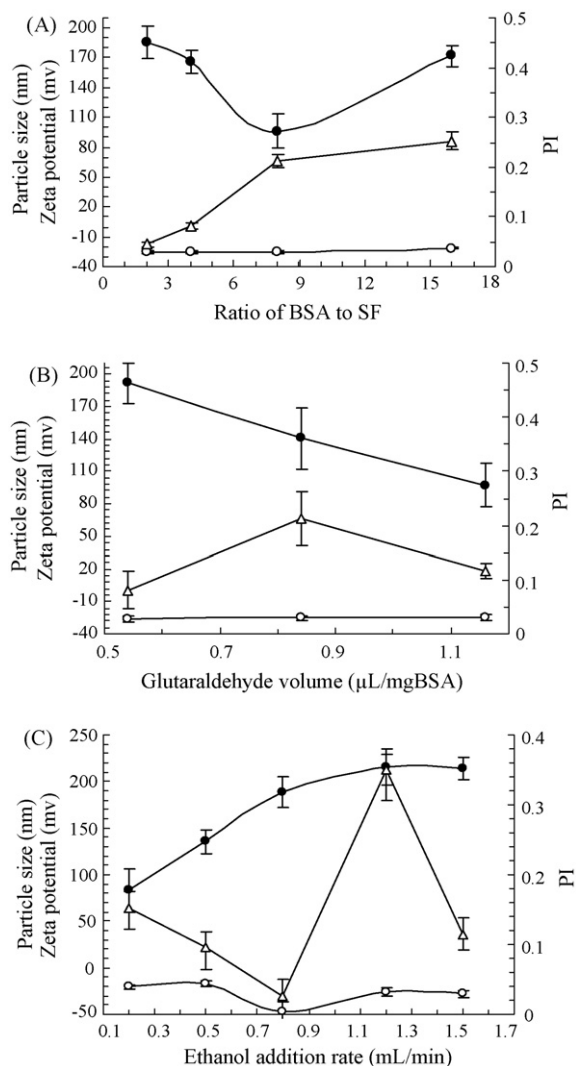 (A)
200
170
140
110
80
50
20
-10
-40
Particle size (nm)
Zeta potential (mv)
0.5
0.4
0.3
0.2
0.1
0
PI
0 3 6 9 12 15 18
Ratio of BSA to SF
(B)
200
170
140
110
80
50
20
-10
-40
Particle size (nm)
Zeta potential (mv)
0.5
0.4
0.3
0.2
0.1
0
PI
0.5 0.7 0.9 1.1
Glutaraldehyde volume (μL/mgBSA)
(C)
250
200
150
100
50
0
-50
Particle size (nm)
Zeta potential (mv)
0.4
0.3
0.2
0.1
0
PI
0.1 0.3 0.5 0.7 0.9 1.1 1.3 1.5 1.7
Ethanol addition rate (mL/min)